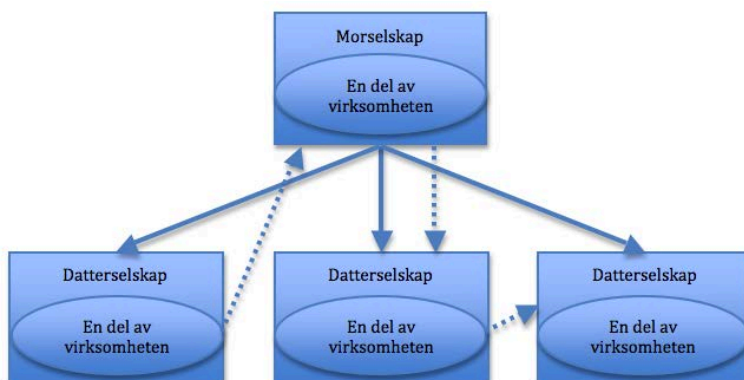 Morselskap
En del av
virksomheten
Datterselskap
En del av
virksomheten
Datterselskap
En del av
virksomheten
Datterselskap
En del av
virksomheten